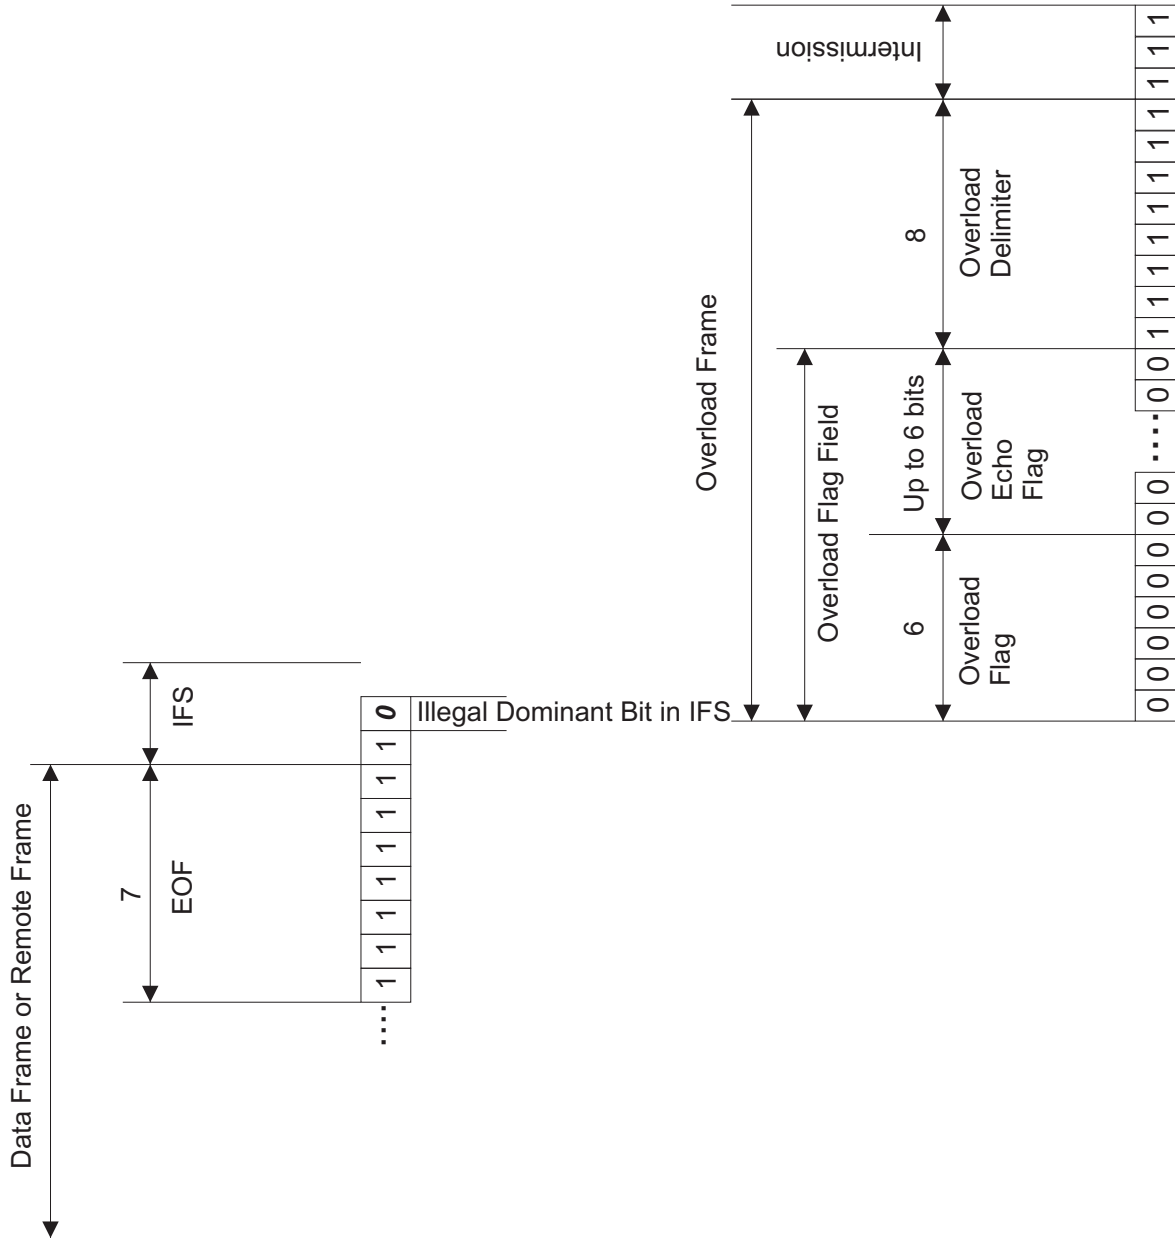 Data Frame or Remote Frame
7
EOF
IFS
.... 1 1 1 1 1 1 1 1 0
Illegal Dominant Bit in IFS
Overload Frame
Overload Flag Field
Intermission
6
Up to 6 bits
8
Overload
Flag
Overload
Echo
Flag
Overload
Delimiter
0 0 0 0 0 0 0 0 .... 0 0 1 1 1 1 1 1 1 1 1 1 1